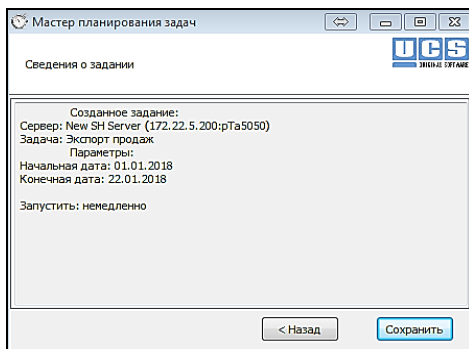 Мастер планирования задач
Сведения о задании
UCS
Созданное задание:
Сервер: New SH Server (172.22.5.200:pTa5050)
Задача: Экспорт продаж
Параметры:
Начальная дата: 01.01.2018
Конечная дата: 22.01.2018
Запустить: немедленно
< Назад
Сохранить